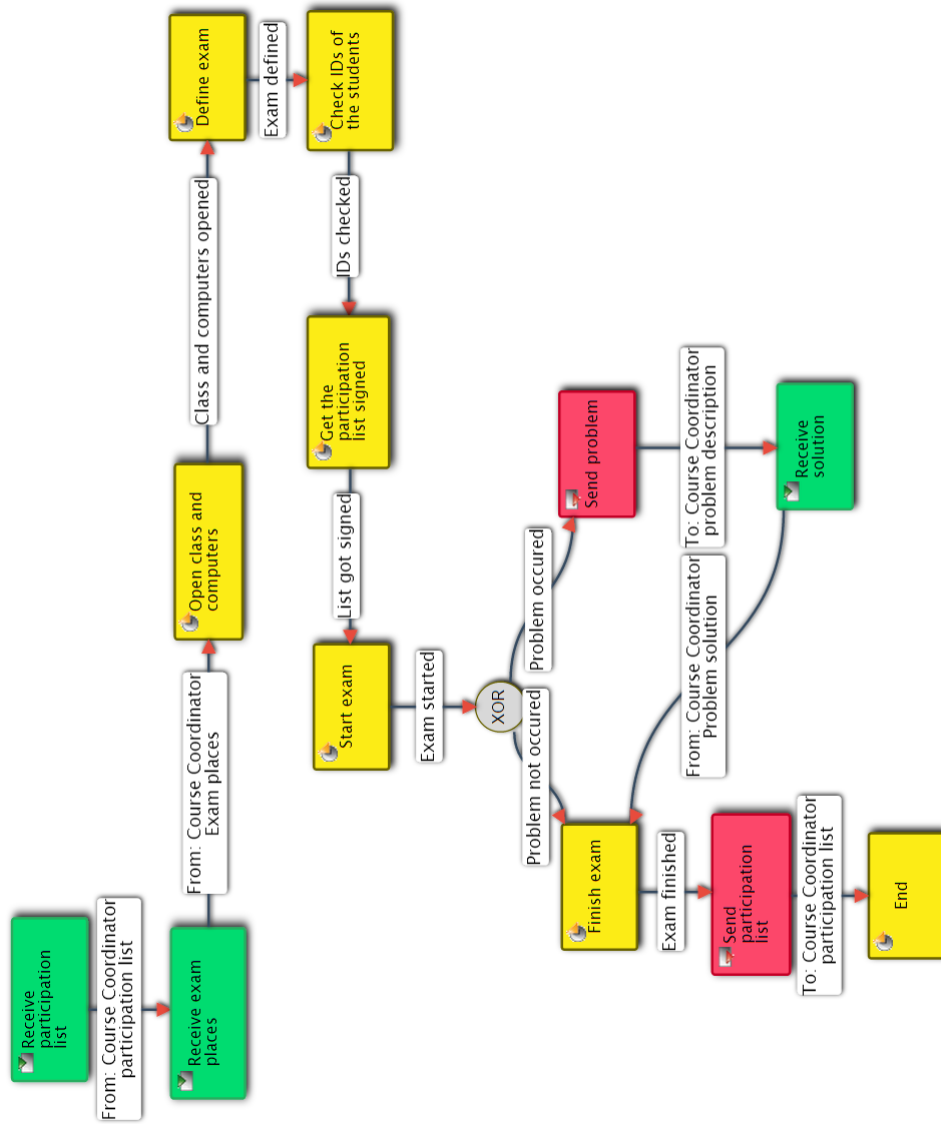 Receive
participation
list
From: Course Coordinator
participation list
Receive exam
places
From: Course Coordinator
Exam places
Open class and
computers
Class and computers opened
Define exam
Exam defined
Check IDs of
the students
IDs checked
Get the
participation
list signed
List got signed
Start exam
Exam started
XOR
Problem occured
Send problem
To: Course Coordinator
problem description
Receive
solution
From: Course Coordinator
Problem solution
Problem not occured
Finish exam
Exam finished
Send
participation
list
To: Course Coordinator
participation list
End